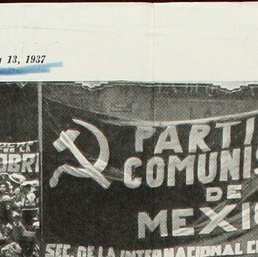 13, 1937
PARTI
COMUNIS
DE
MEXIC
SEC. DE LA INTERNACIONAL C